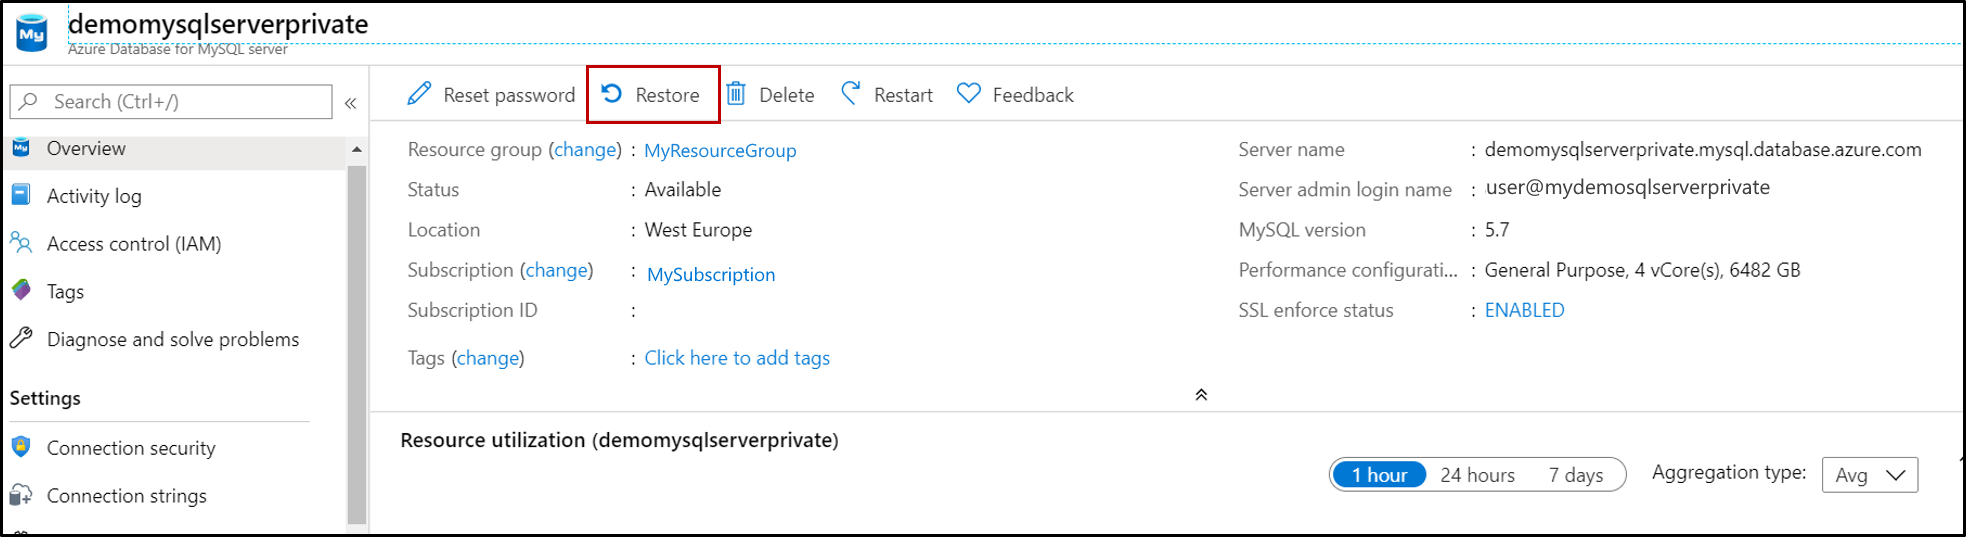 demomysqlserverprivate
My
Azure Database for MySQL server
Search (Ctrl+/)
«
Reset password
Restore
Delete
Restart
Feedback
My
Overview
Activity log
Access control (IAM)
Tags
Diagnose and solve problems
Settings
Connection security
Connection strings
Resource group (change) : MyResourceGroup
Status : Available
Location : West Europe
Subscription (change) : MySubscription
Subscription ID :
Tags (change) : Click here to add tags
Server name : demomysqlserverprivate.mysql.database.azure.com
Server admin login name : user@mydemosqlserverprivate
MySQL version : 5.7
Performance configurati... : General Purpose, 4 vCore(s), 6482 GB
SSL enforce status : ENABLED
Resource utilization (demomysqlserverprivate)
1 hour 24 hours 7 days Aggregation type: Avg